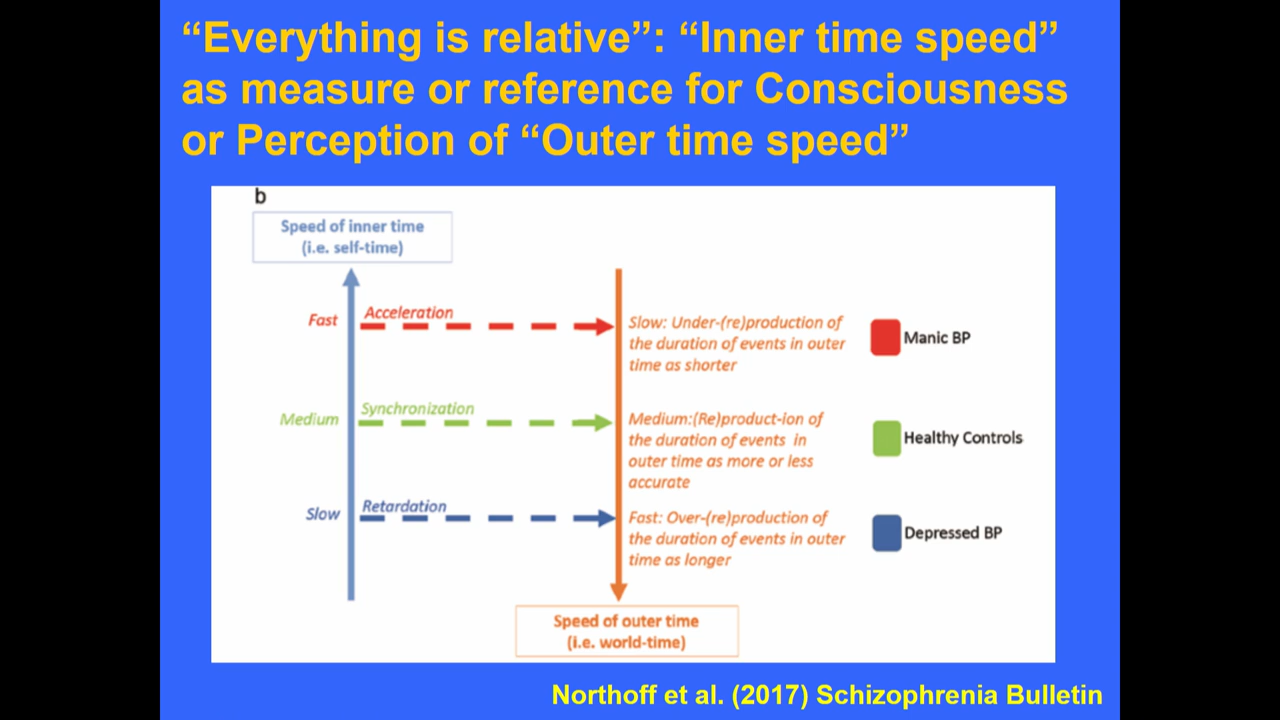 “Everything is relative”: “Inner time speed”
as measure or reference for Consciousness
or Perception of “Outer time speed”
b
Speed of inner time
(i.e. self-time)
Fast
Acceleration
Slow: Under-(re)production of
the duration of events in outer
time as shorter
Manic BP
Medium
Synchronization
Medium:(Re)product-ion of
the duration of events in
outer time as more or less
accurate
Healthy Controls
Slow
Retardation
Fast: Over-(re)production of
the duration of events in outer
time as longer
Depressed BP
Speed of outer time
(i.e. world-time)
Northoff et al. (2017) Schizophrenia Bulletin